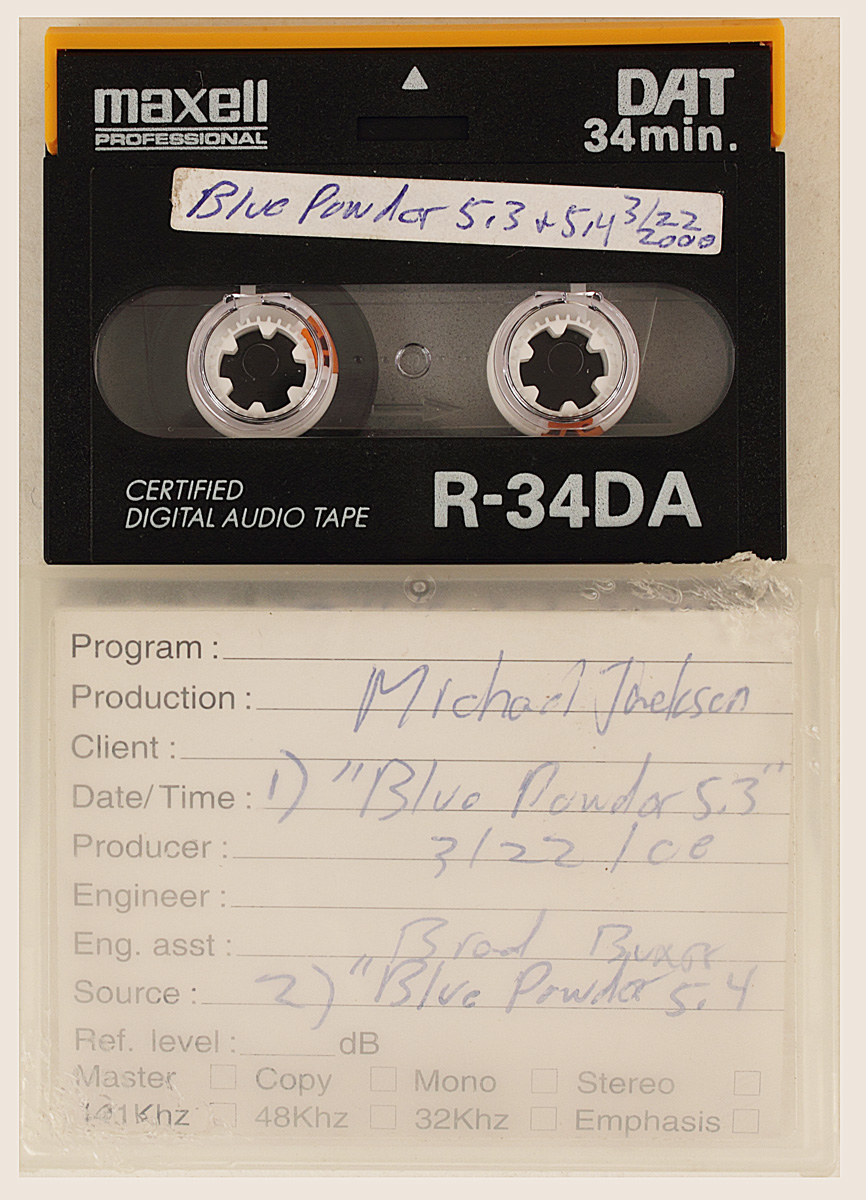 maxell
PROFESSIONAL
DAT
34min.
Blue Powder 5.3 + 5.4 3/22
2000
CERTIFIED
DIGITAL AUDIO TAPE
R-34DA
Program :
Michael Jackson
Production :
Client :
1) "Blue Powder 5.3"
Date/Time :
Producer : 3/22/00
Engineer :
Eng. asst : Brad Buxer
Source : 2) "Blue Powder 5.4
Ref. level : dB
Master Copy Mono Stereo
44.1Khz 48Khz 32Khz Emphasis